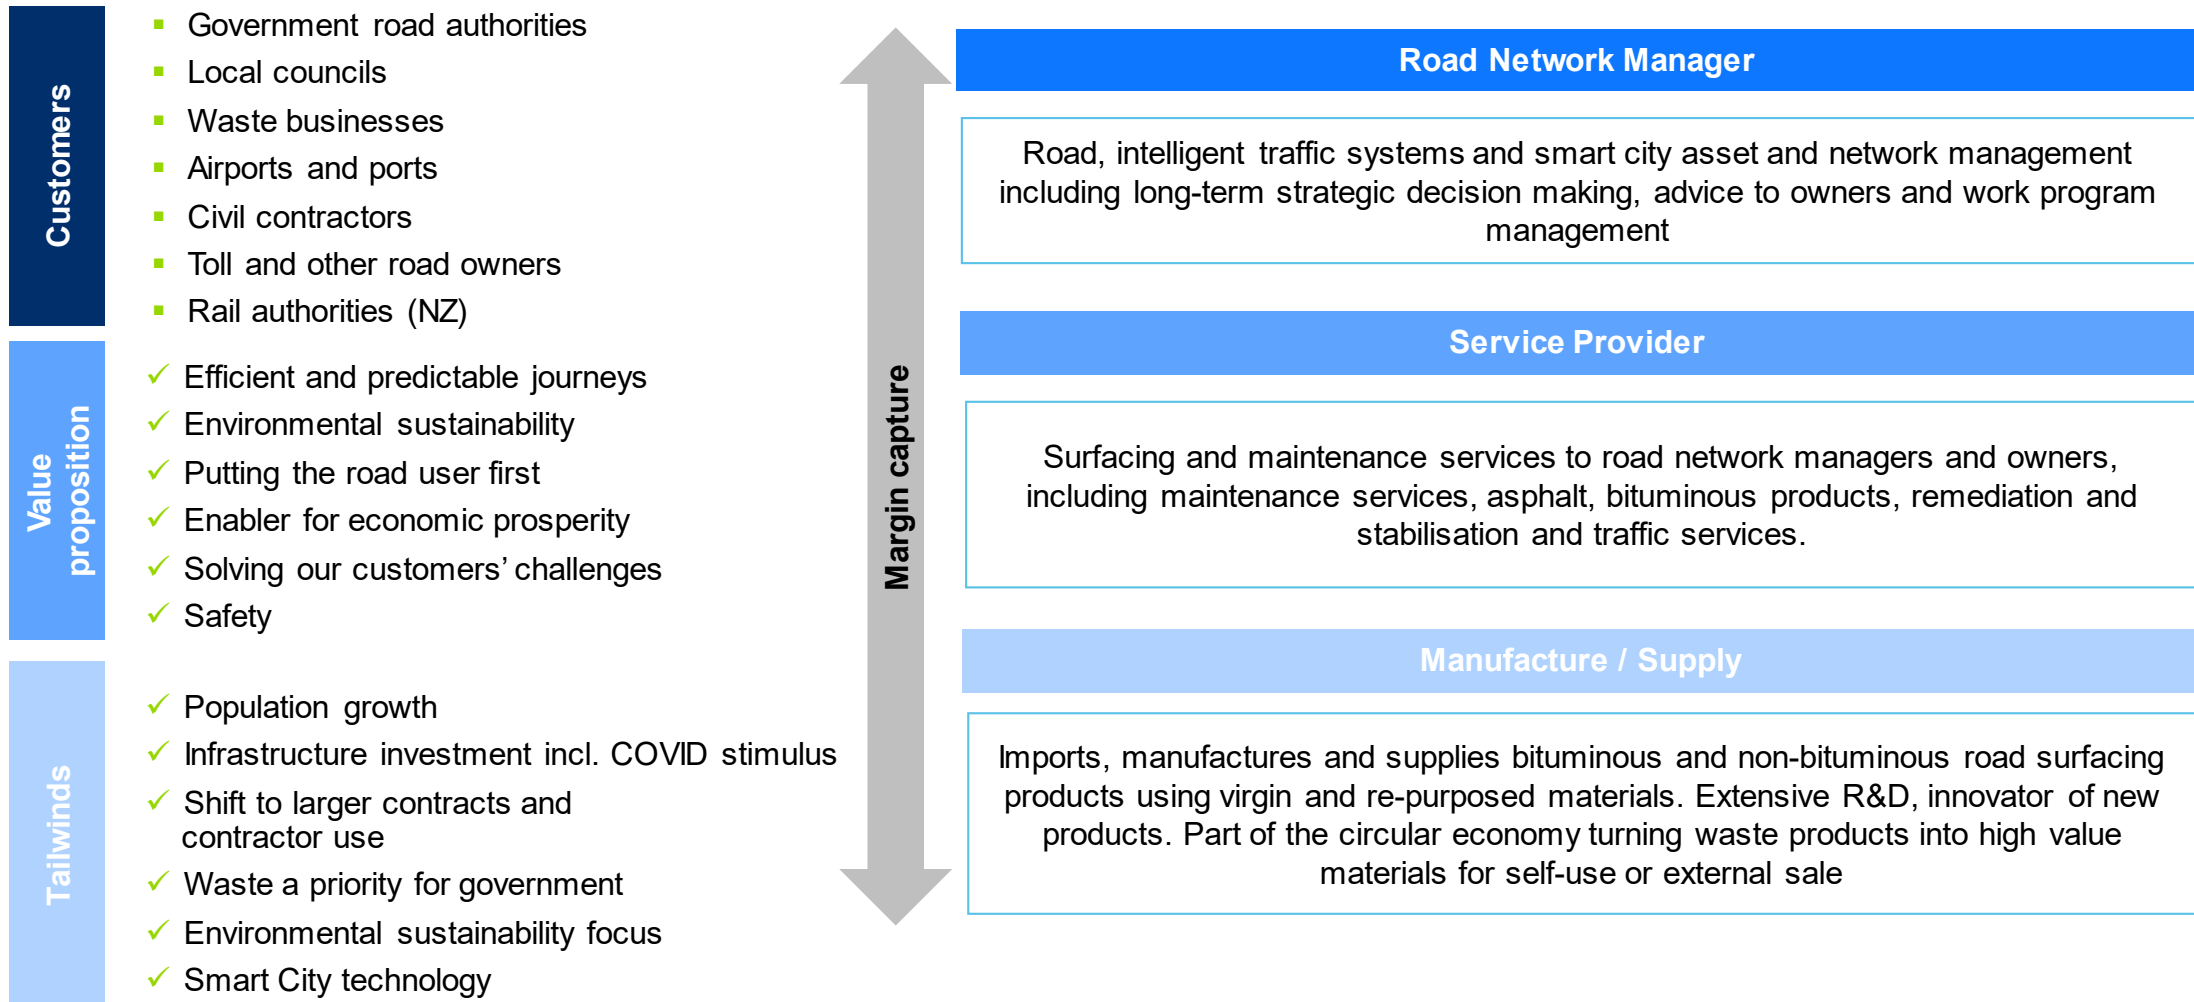 Customers
Government road authorities
Local councils
Waste businesses
Airports and ports
Civil contractors
Toll and other road owners
Rail authorities (NZ)
Value
proposition
Efficient and predictable journeys
Environmental sustainability
Putting the road user first
Enabler for economic prosperity
Solving our customers’ challenges
Safety
Tailwinds
Population growth
Infrastructure investment incl. COVID stimulus
Shift to larger contracts and
contractor use
Waste a priority for government
Environmental sustainability focus
Smart City technology
Margin capture
Road Network Manager
Road, intelligent traffic systems and smart city asset and network management
including long-term strategic decision making, advice to owners and work program
management
Service Provider
Surfacing and maintenance services to road network managers and owners,
including maintenance services, asphalt, bituminous products, remediation and
stabilisation and traffic services.
Manufacture / Supply
Imports, manufactures and supplies bituminous and non-bituminous road surfacing
products using virgin and re-purposed materials. Extensive R&D, innovator of new
products. Part of the circular economy turning waste products into high value
materials for self-use or external sale